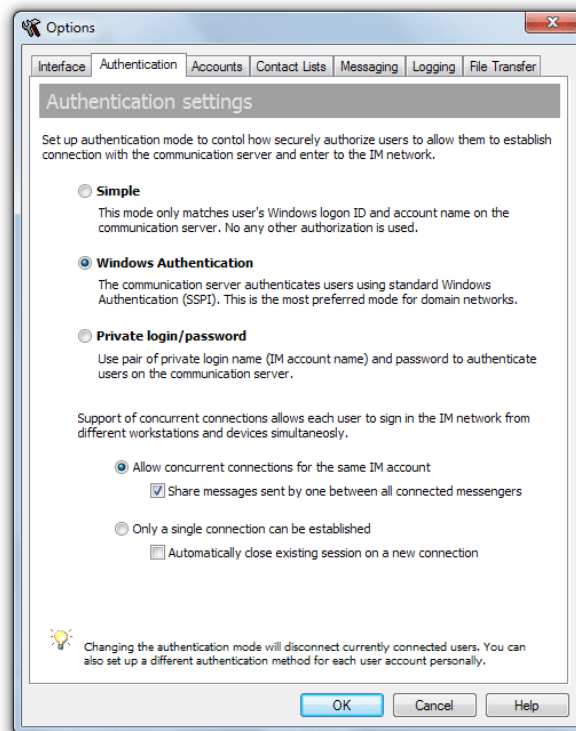 Options
Interface Authentication Accounts Contact Lists Messaging Logging File Transfer
Authentication settings
Set up authentication mode to contol how securely authorize users to allow them to establish
connection with the communication server and enter to the IM network.
Simple
This mode only matches user's Windows logon ID and account name on the
communication server. No any other authorization is used.
Windows Authentication
The communication server authenticates users using standard Windows
Authentication (SSPI). This is the most preferred mode for domain networks.
Private login/password
Use pair of private login name (IM account name) and password to authenticate
users on the communication server.
Support of concurrent connections allows each user to sign in the IM network from
different workstations and devices simultaneosly.
Allow concurrent connections for the same IM account
Share messages sent by one between all connected messengers
Only a single connection can be established
Automatically close existing session on a new connection
Changing the authentication mode will disconnect currently connected users. You can
also set up a different authentication method for each user account personally.
OK Cancel Help